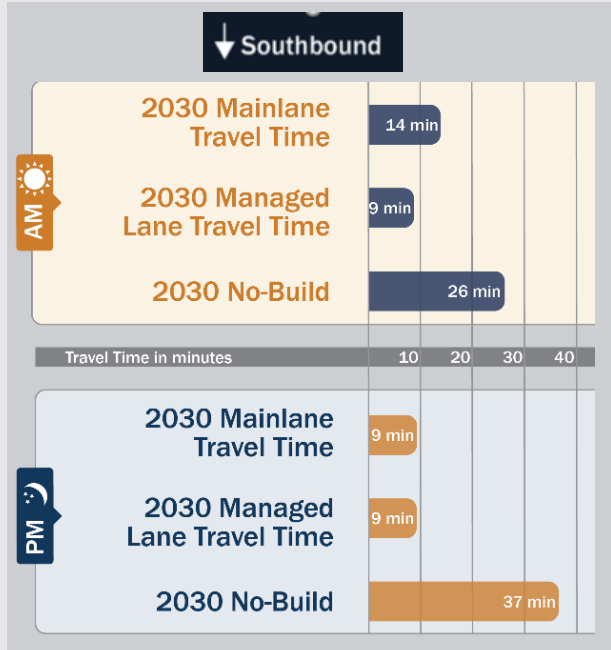 Southbound
AM
2030 Mainlane
Travel Time
14 min
2030 Managed
Lane Travel Time
9 min
2030 No-Build
26 min
Travel Time in minutes 10 20 30 40
PM
2030 Mainlane
Travel Time
9 min
2030 Managed
Lane Travel Time
9 min
2030 No-Build
37 min